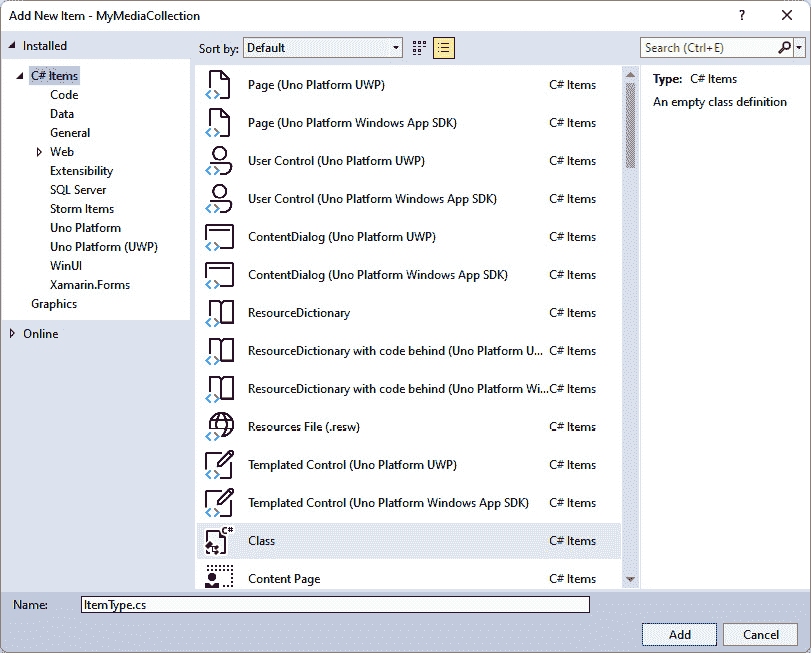 Add New Item - MyMediaCollection
?
Installed
Sort by: Default
Search (Ctrl+E)
C# Items
Code
Data
General
Web
Extensibility
SQL Server
Storm Items
Uno Platform
Uno Platform (UWP)
WinUI
Xamarin.Forms
Graphics
Online
Page (Uno Platform UWP) C# Items
Page (Uno Platform Windows App SDK) C# Items
User Control (Uno Platform UWP) C# Items
User Control (Uno Platform Windows App SDK) C# Items
ContentDialog (Uno Platform UWP) C# Items
ContentDialog (Uno Platform Windows App SDK) C# Items
ResourceDictionary C# Items
ResourceDictionary with code behind (Uno Platform U... C# Items
ResourceDictionary with code behind (Uno Platform Wi... C# Items
Resources File (.resw) C# Items
Templated Control (Uno Platform UWP) C# Items
Templated Control (Uno Platform Windows App SDK) C# Items
C# Class C# Items
Content Page C# Items
Type: C# Items
An empty class definition
Name: ItemType.cs
Add Cancel